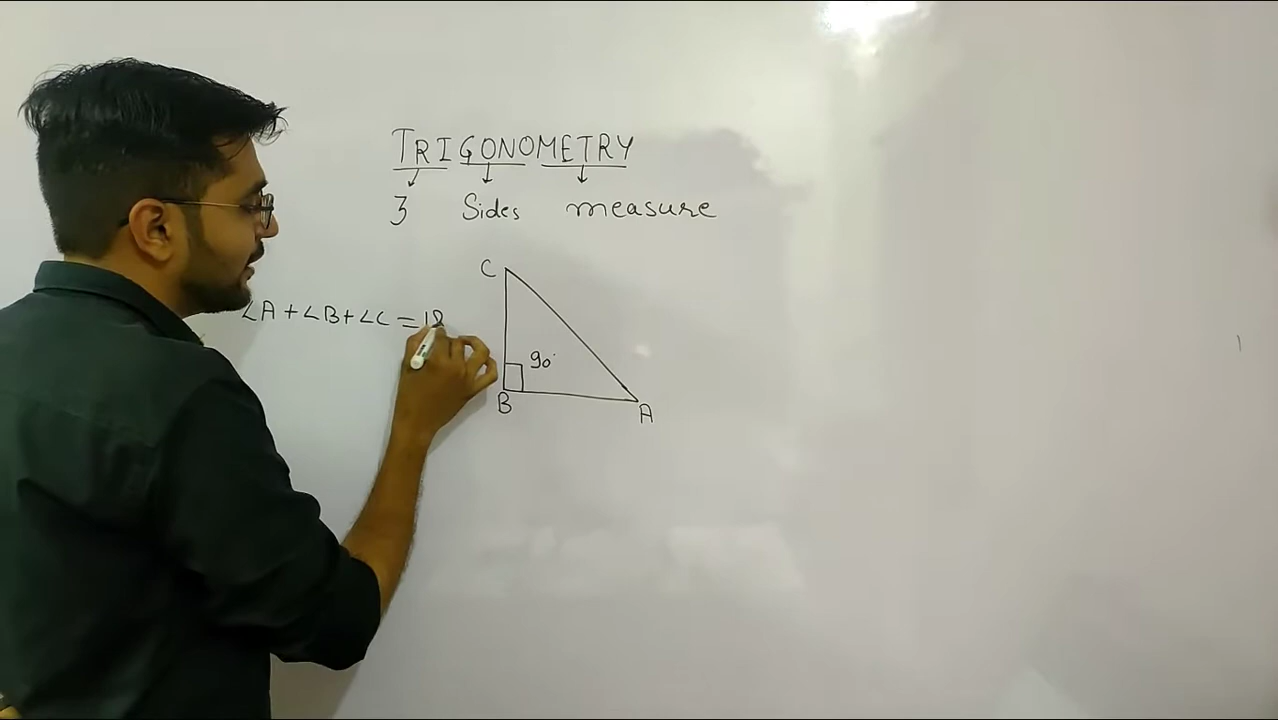 TRIGONOMETRY
3 Sides measure
C
∠A + ∠B + ∠C = 18
90°
B
A